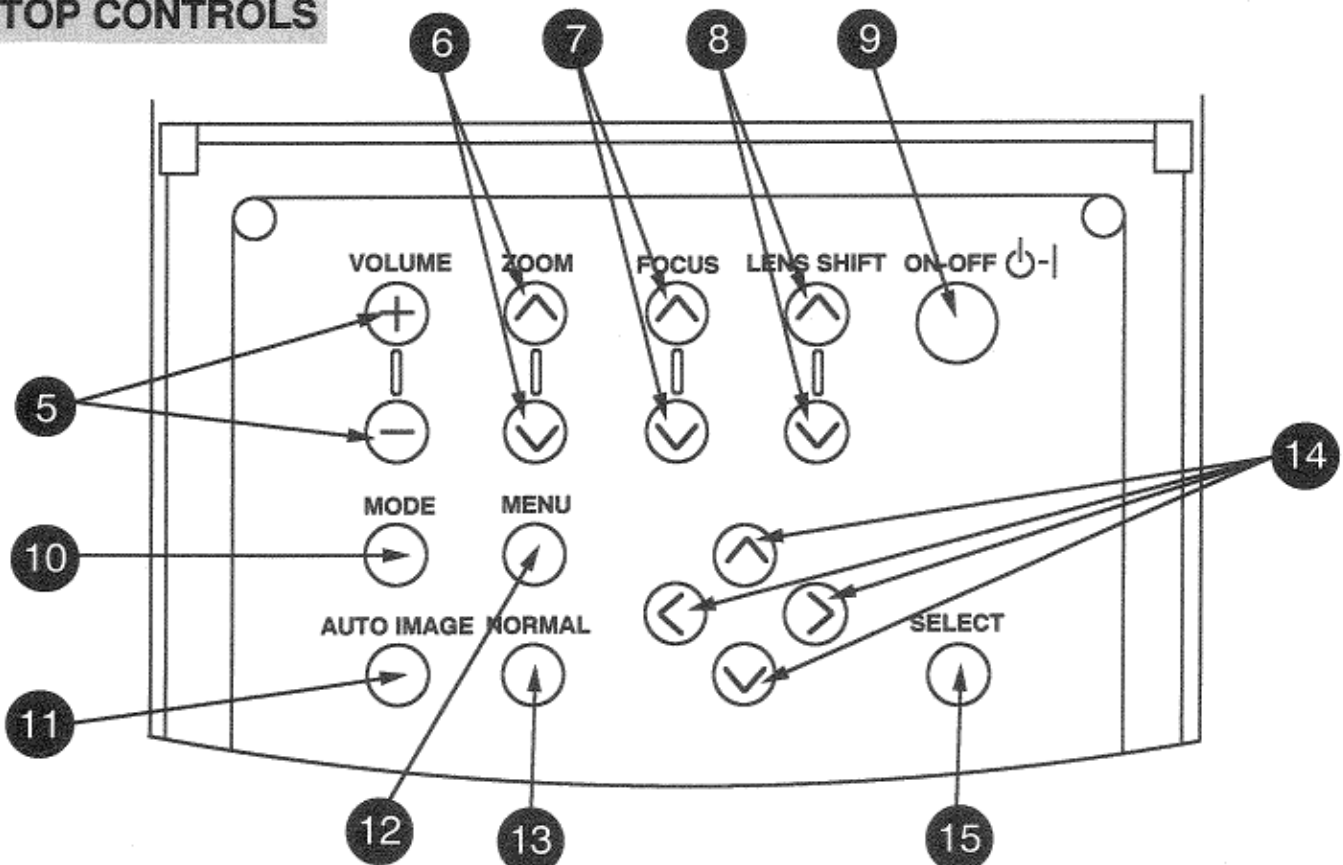 TOP CONTROLS
6 7 8 9
VOLUME ZOOM FOCUS LENS SHIFT ON-OFF
5
14
MODE MENU
10
AUTO IMAGE NORMAL SELECT
11
12 13 15